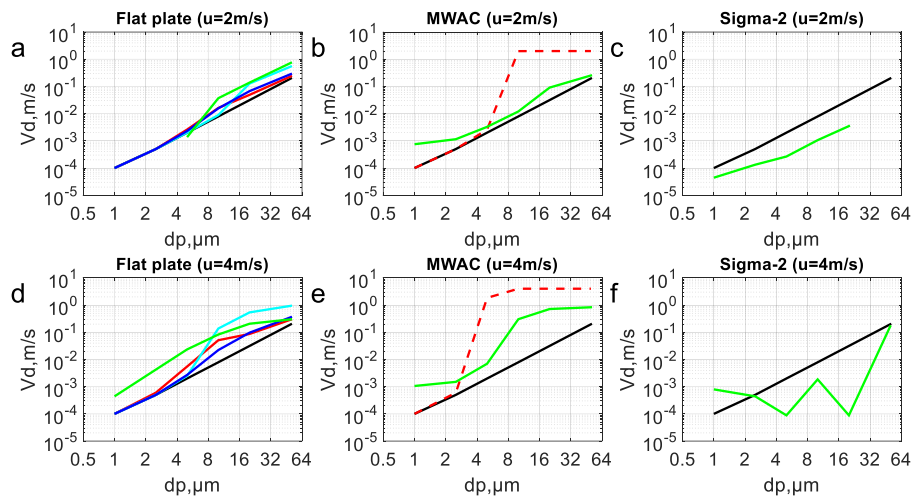 Flat plate (u=2m/s)
MWAC (u=2m/s)
Sigma-2 (u=2m/s)
a
b
c
10^1
10^0
10^-1
10^-2
10^-3
10^-4
10^-5
Vd,m/s
0.5 1 2 4 8 16 32 64
dp,µm
10^1
10^0
10^-1
10^-2
10^-3
10^-4
10^-5
Vd,m/s
0.5 1 2 4 8 16 32 64
dp,µm
10^1
10^0
10^-1
10^-2
10^-3
10^-4
10^-5
Vd,m/s
0.5 1 2 4 8 16 32 64
dp,µm
Flat plate (u=4m/s)
MWAC (u=4m/s)
Sigma-2 (u=4m/s)
d
e
f
10^1
10^0
10^-1
10^-2
10^-3
10^-4
10^-5
Vd,m/s
0.5 1 2 4 8 16 32 64
dp,µm
10^1
10^0
10^-1
10^-2
10^-3
10^-4
10^-5
Vd,m/s
0.5 1 2 4 8 16 32 64
dp,µm
10^1
10^0
10^-1
10^-2
10^-3
10^-4
10^-5
Vd,m/s
0.5 1 2 4 8 16 32 64
dp,µm